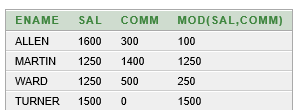 ENAME SAL COMM MOD(SAL,COMM)
ALLEN 1600 300 100
MARTIN 1250 1400 1250
WARD 1250 500 250
TURNER 1500 0 1500